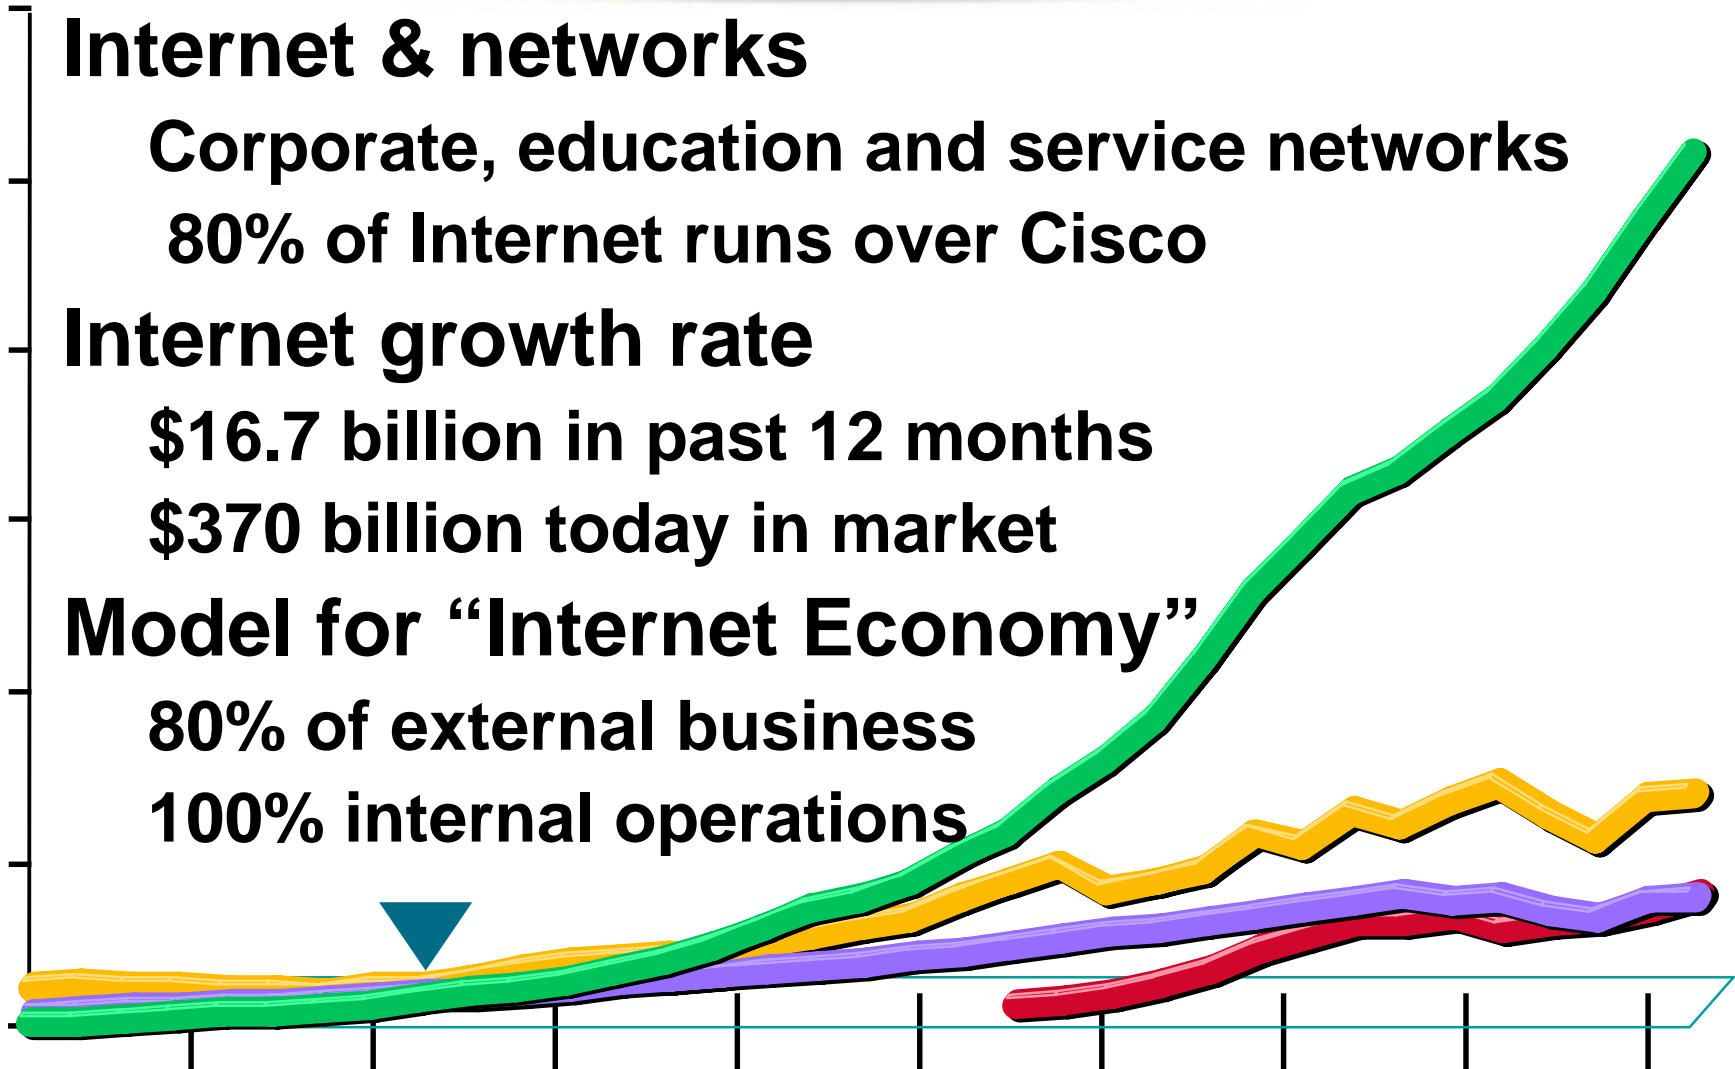 Internet & networks
Corporate, education and service networks
80% of Internet runs over Cisco
Internet growth rate
$16.7 billion in past 12 months
$370 billion today in market
Model for “Internet Economy”
80% of external business
100% internal operations